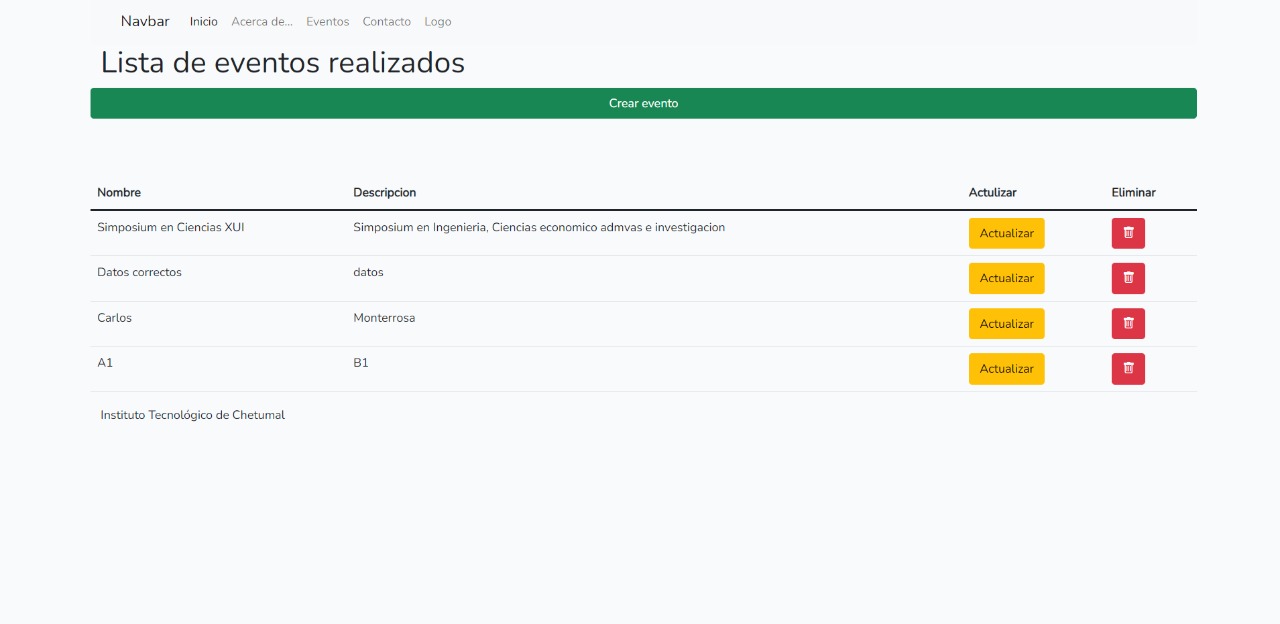 Navbar Inicio Acerca de... Eventos Contacto Logo
Lista de eventos realizados
Crear evento
Nombre Descripcion Actulizar Eliminar
Simposium en Ciencias XUI Simposium en Ingenieria, Ciencias economico admvas e investigacion Actualizar
Datos correctos datos Actualizar
Carlos Monterrosa Actualizar
A1 B1 Actualizar
Instituto Tecnológico de Chetumal